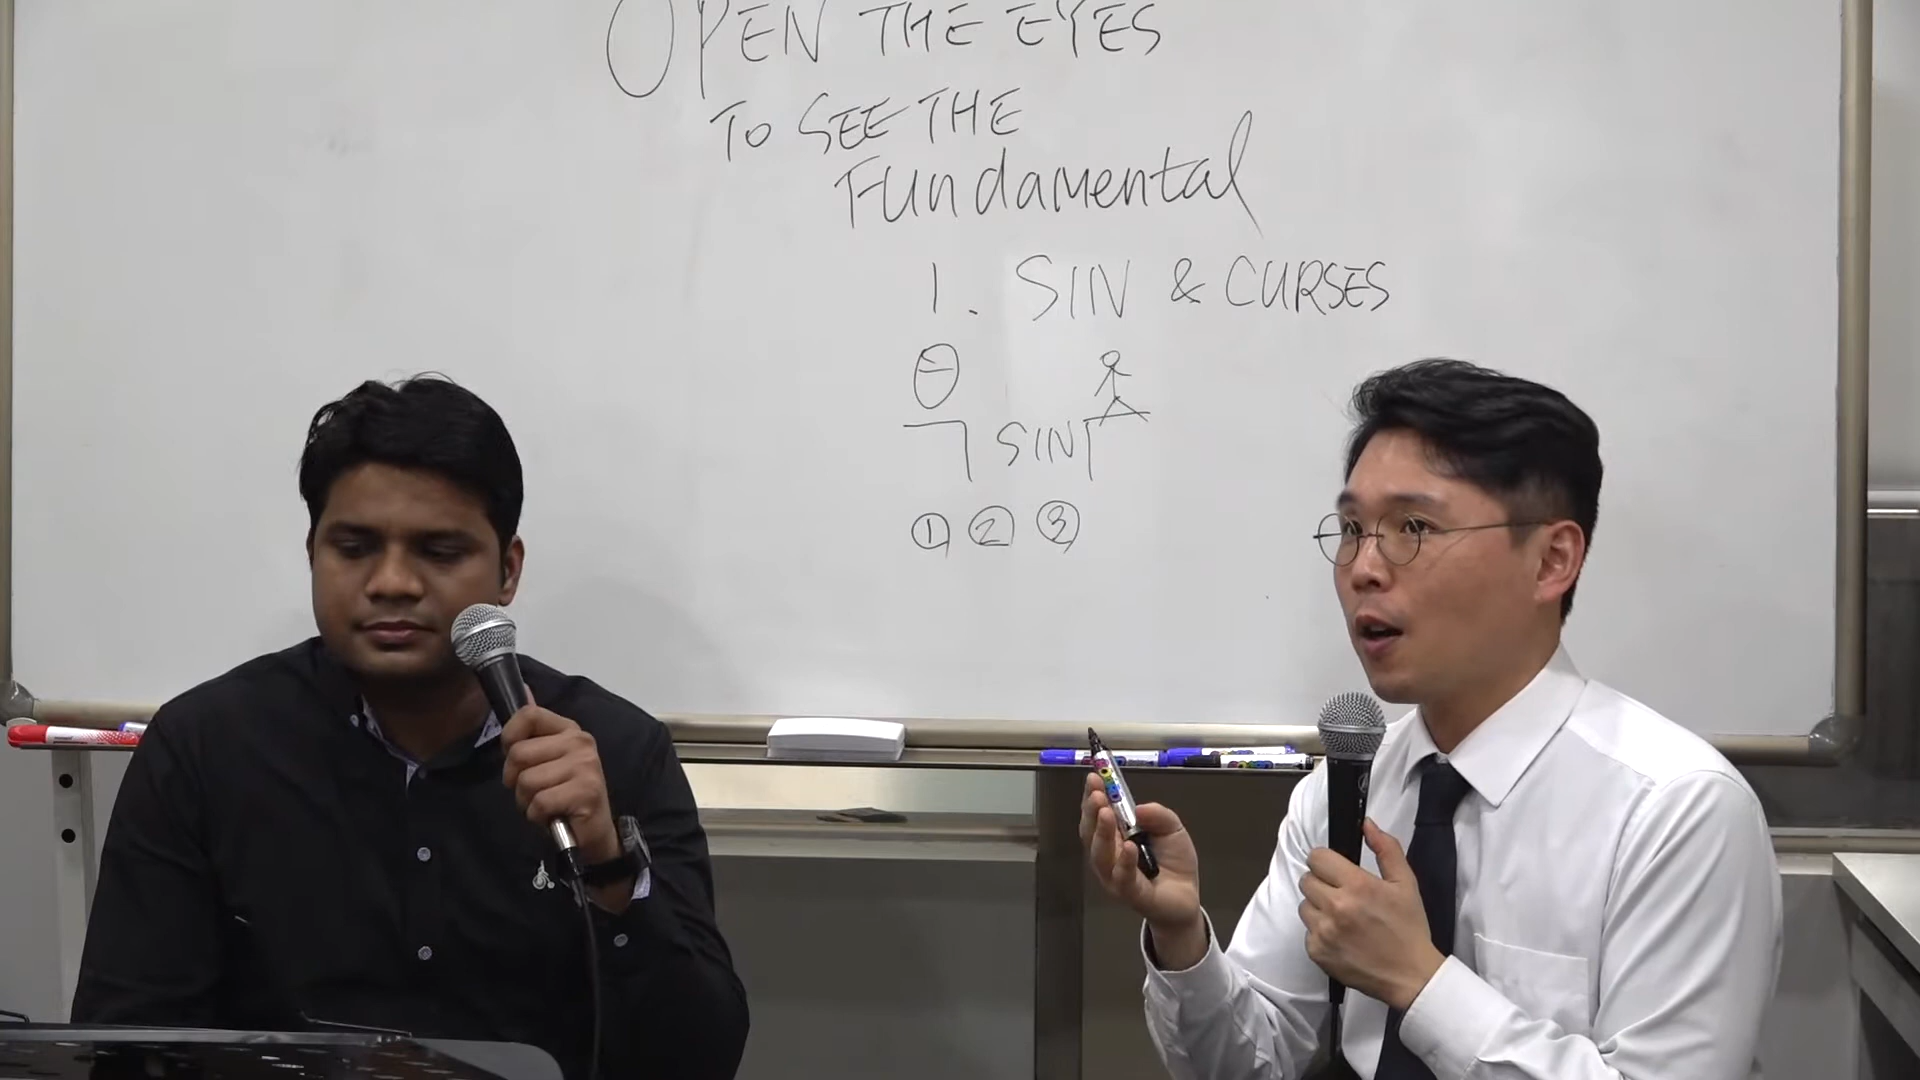 OPEN THE EYES
TO SEE THE
Fundamental
1. SIN & CURSES
SIN
① ② ③